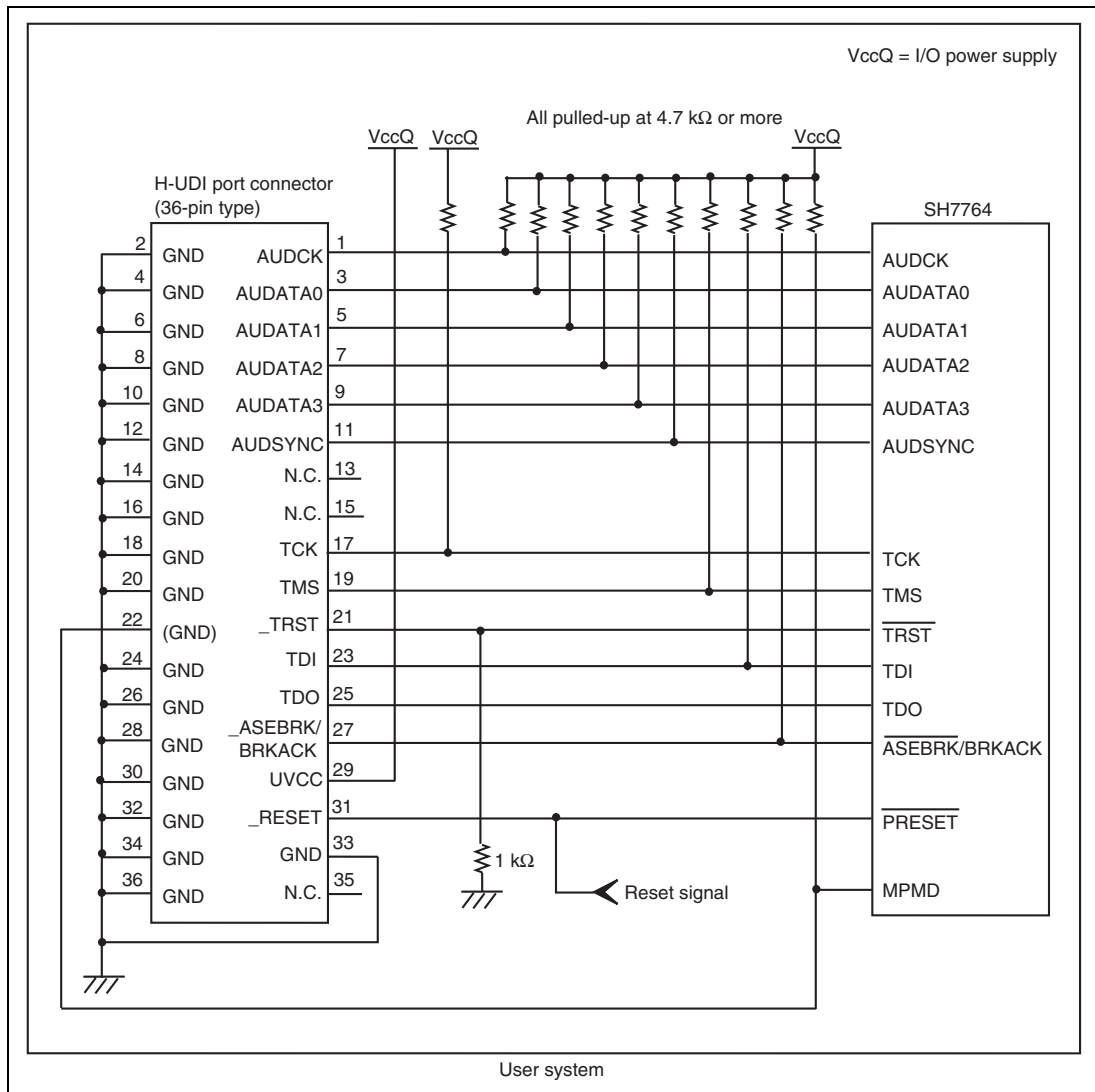 VccQ = I/O power supply
All pulled-up at 4.7 kΩ or more
VccQ VccQ VccQ
H-UDI port connector
(36-pin type)
SH7764
2 GND AUDCK 1 AUDCK
4 GND AUDATA0 3 AUDATA0
6 GND AUDATA1 5 AUDATA1
8 GND AUDATA2 7 AUDATA2
10 GND AUDATA3 9 AUDATA3
12 GND AUDSYNC 11 AUDSYNC
14 GND N.C. 13
16 GND N.C. 15
18 GND TCK 17 TCK
20 GND TMS 19 TMS
22 (GND) _TRST 21 TRST
24 GND TDI 23 TDI
26 GND TDO 25 TDO
28 GND _ASEBRK/ 27 ASEBRK/BRKACK
BRKACK
30 GND UVCC 29
32 GND _RESET 31 PRESET
34 GND GND 33
1 kΩ
36 GND N.C. 35 Reset signal MPMD
User system